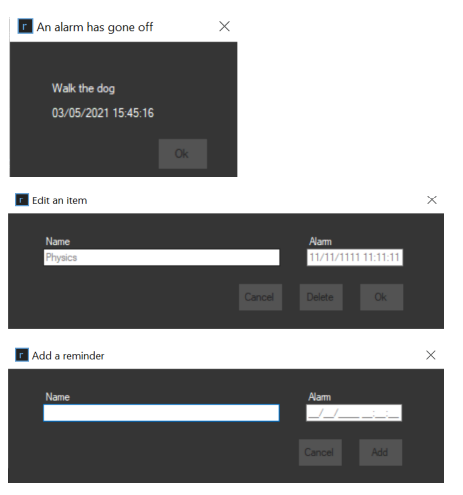 r An alarm has gone off
Walk the dog
03/05/2021 15:45:16
Ok
r Edit an item
Name Alarm
Physics 11/11/1111 11:11:11
Cancel Delete Ok
r Add a reminder
Name Alarm
__/__/____ __:__:__
Cancel Add